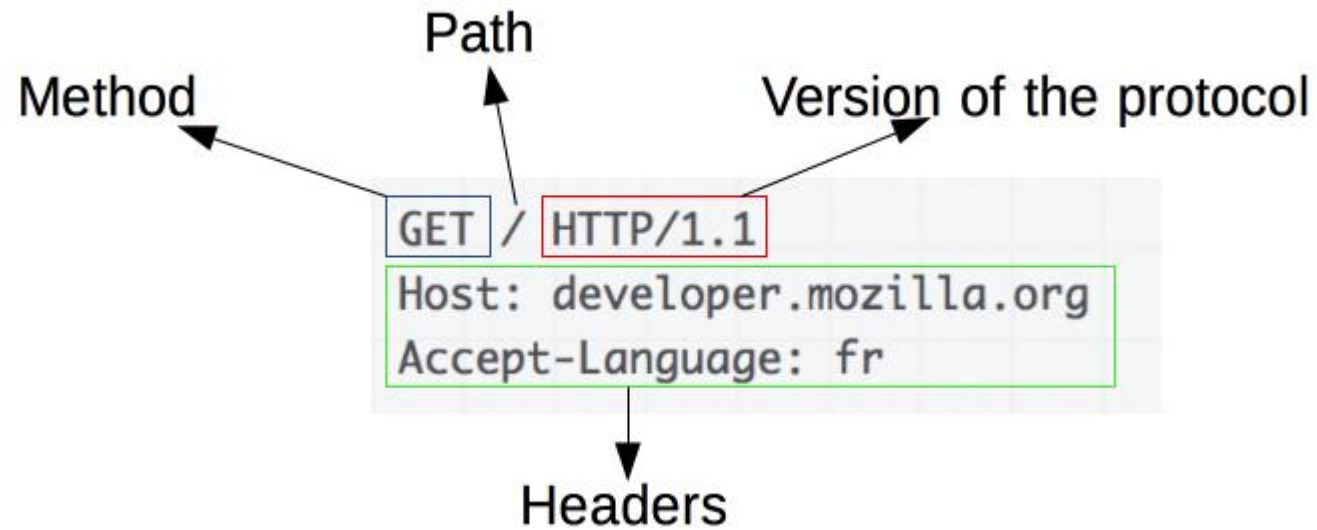 Path
Method
Version of the protocol
GET / HTTP/1.1
Host: developer.mozilla.org
Accept-Language: fr
Headers